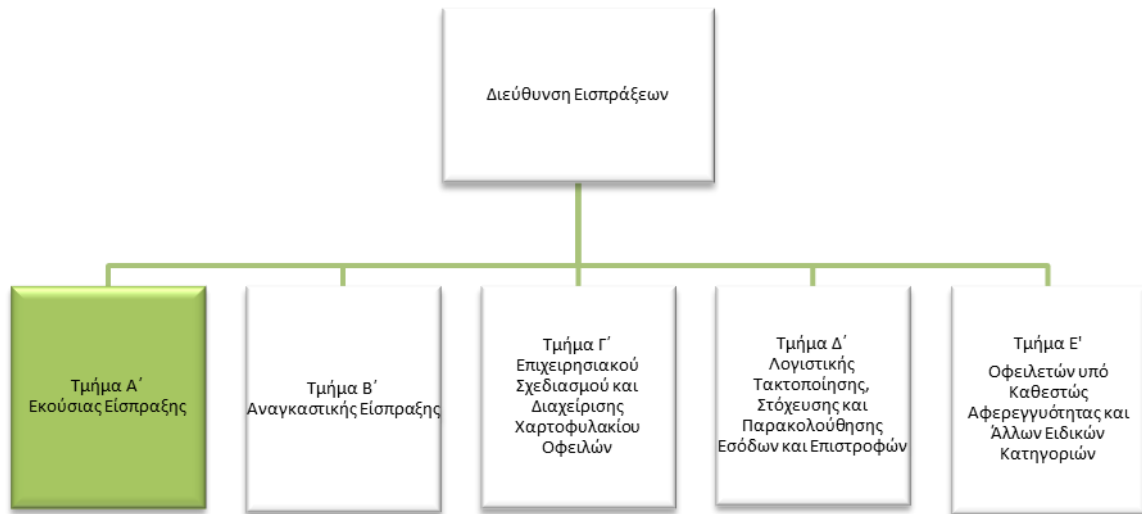 Διεύθυνση Εισπράξεων
Τμήμα Α΄
Εκούσιας Είσπραξης
Τμήμα Β΄
Αναγκαστικής Είσπραξης
Τμήμα Γ΄
Επιχειρησιακού
Σχεδιασμού και
Διαχείρισης
Χαρτοφυλακίου
Οφειλών
Τμήμα Δ΄
Λογιστικής
Τακτοποίησης,
Στόχευσης και
Παρακολούθησης
Εσόδων και Επιστροφών
Τμήμα Ε'
Οφειλετών υπό
Καθεστώς
Αφερεγγυότητας και
Άλλων Ειδικών
Κατηγοριών